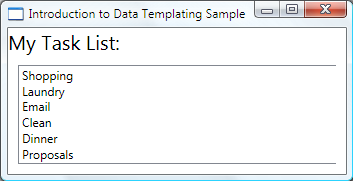 Introduction to Data Templating Sample
My Task List:
Shopping
Laundry
Email
Clean
Dinner
Proposals